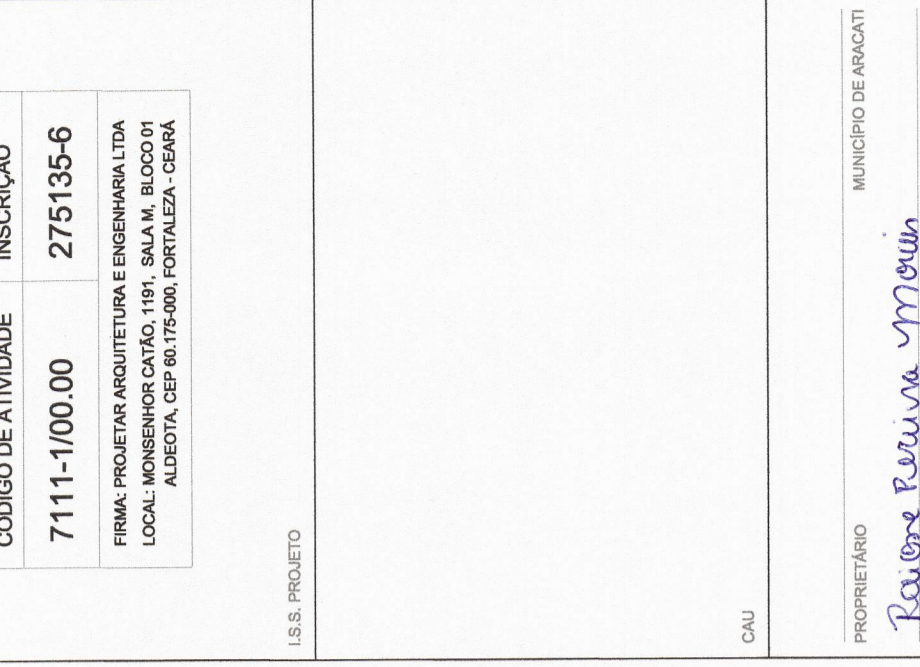 CÓDIGO DE ATIVIDADE INSCRIÇÃO
7111-1/00.00 275135-6
FIRMA: PROJETAR ARQUITETURA E ENGENHARIA LTDA
LOCAL: MONSENHOR CATÃO, 1191, SALA M, BLOCO 01
ALDEOTA, CEP 60.175-000, FORTALEZA - CEARÁ
I.S.S. PROJETO
CAU
PROPRIETÁRIO MUNICÍPIO DE ARACATI